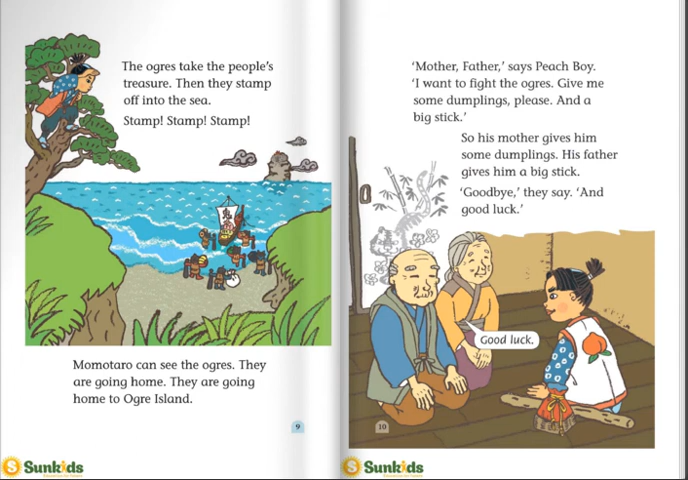 The ogres take the people's
treasure. Then they stamp
off into the sea.
Stamp! Stamp! Stamp!
Momotaro can see the ogres. They
are going home. They are going
home to Ogre Island.
9
Sunkids
‘Mother, Father,’ says Peach Boy.
‘I want to fight the ogres. Give me
some dumplings, please. And a
big stick.’
So his mother gives him
some dumplings. His father
gives him a big stick.
‘Goodbye,’ they say. ‘And
good luck.’
Good luck.
10
Sunkids